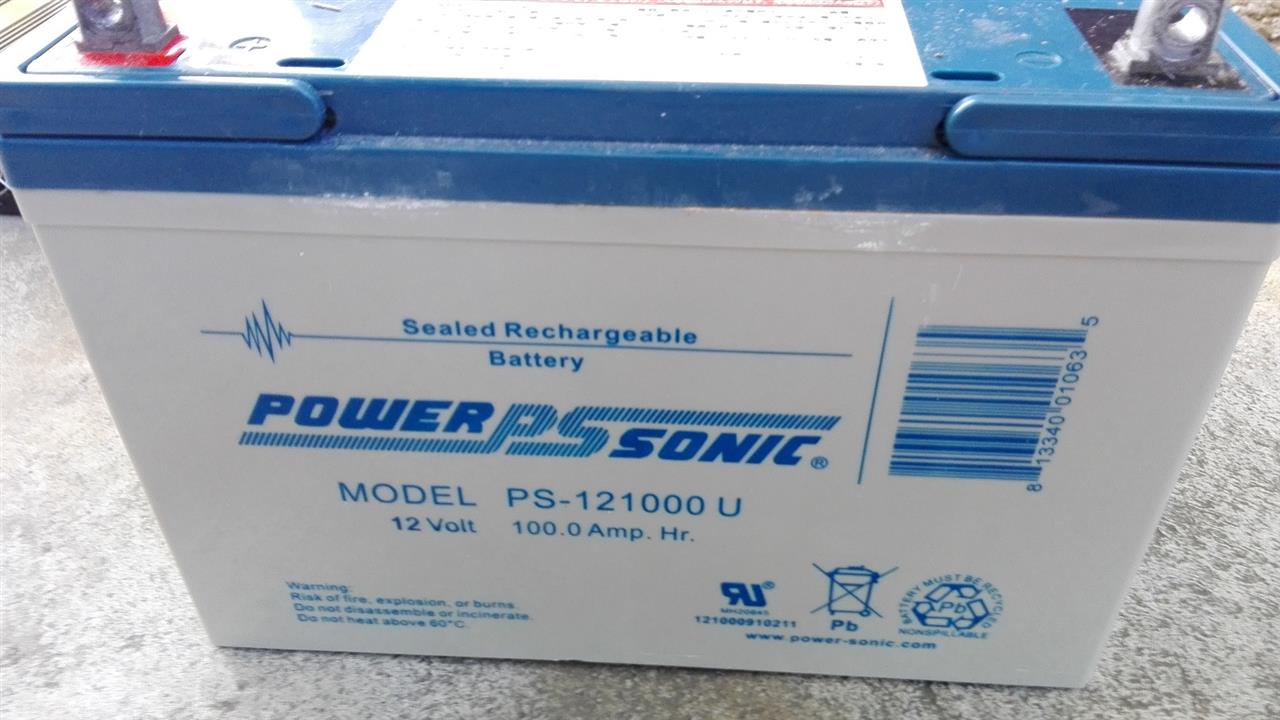 Sealed Rechargeable
Battery
POWER PS SONIC®
MODEL PS-121000 U
12 Volt 100.0 Amp. Hr.
8 13340 01063 5
Warning:
Risk of fire, explosion, or burns.
Do not disassemble or incinerate.
Do not heat above 60°C.
MH20845
121000910211
Pb
BATTERY MUST BE RECYCLED
Pb
NONSPILLABLE
www.power-sonic.com